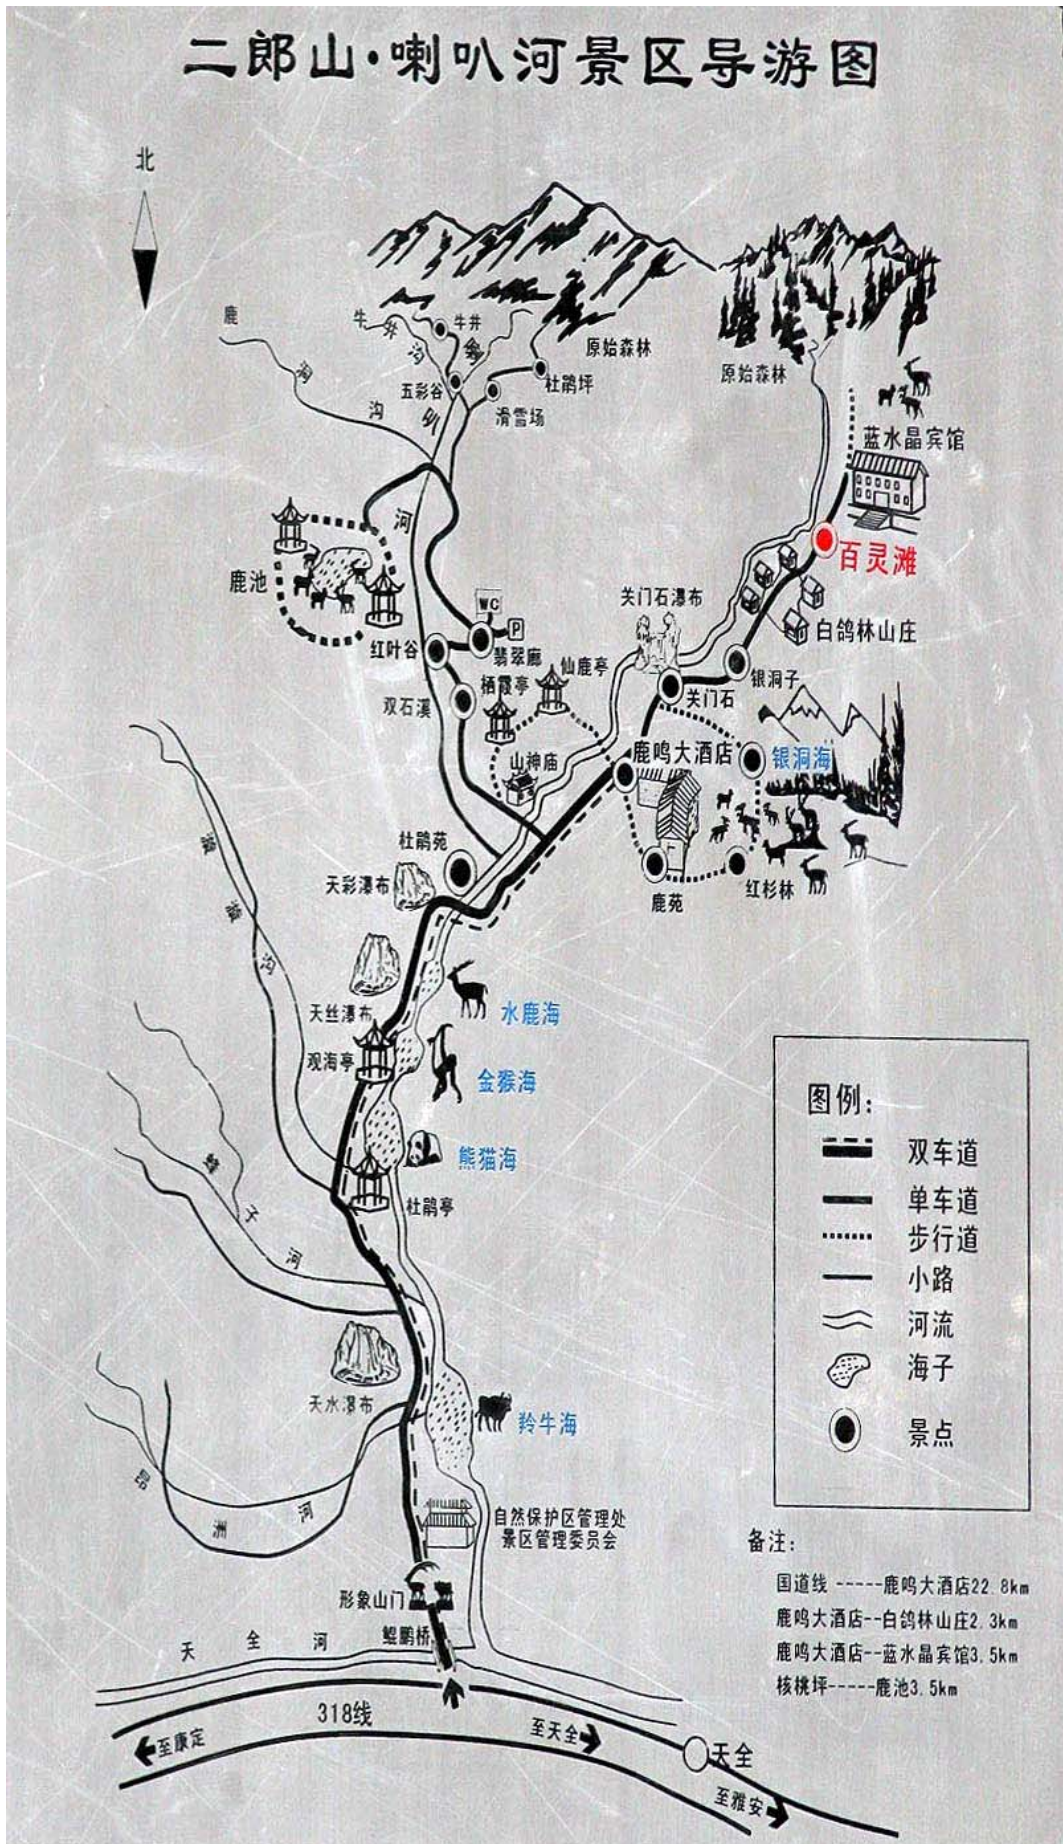 二郎山·喇叭河景区导游图
北
鹿
沟
牛井沟
牛井
原始森林
五彩谷
杜鹃坪
滑雪场
叭
河
原始森林
蓝水晶宾馆
百灵滩
鹿池
WC
P
红叶谷
翡翠廊
关门石瀑布
白鸽林山庄
双石溪
栖霞亭
仙鹿亭
关门石
银洞子
山神庙
鹿鸣大酒店
银洞海
杜鹃苑
天彩瀑布
鹿苑
红杉林
沟
天丝瀑布
水鹿海
观海亭
金猴海
熊猫海
杜鹃亭
蜂子河
天水瀑布
羚牛海
昂洲河
自然保护区管理处
景区管理委员会
形象山门
鲲鹏桥
天全河
318线
至康定
至天全
天全
至雅安
图例：
双车道
单车道
步行道
小路
河流
海子
景点
备注：
国道线 -----鹿鸣大酒店22.8km
鹿鸣大酒店--白鸽林山庄2.3km
鹿鸣大酒店--蓝水晶宾馆3.5km
核桃坪-----鹿池3.5km